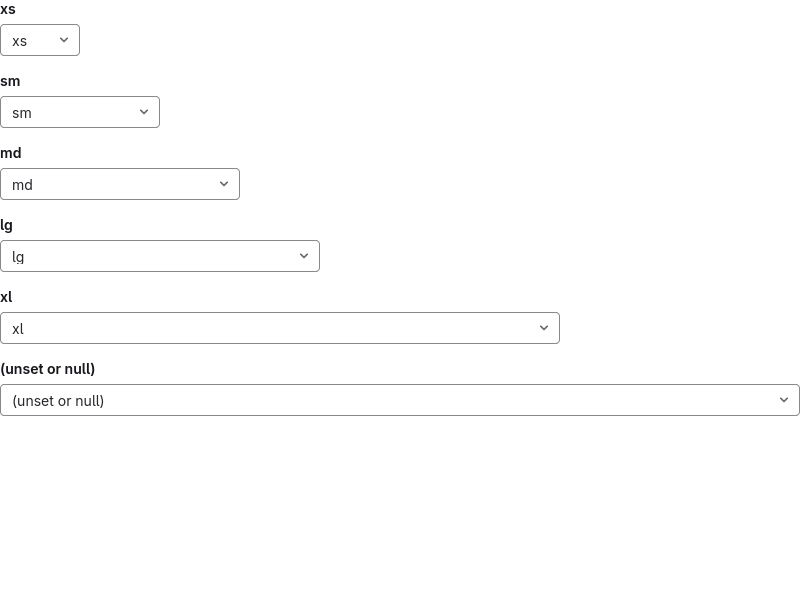 xs
xs
sm
sm
md
md
lg
lg
xl
xl
(unset or null)
(unset or null)